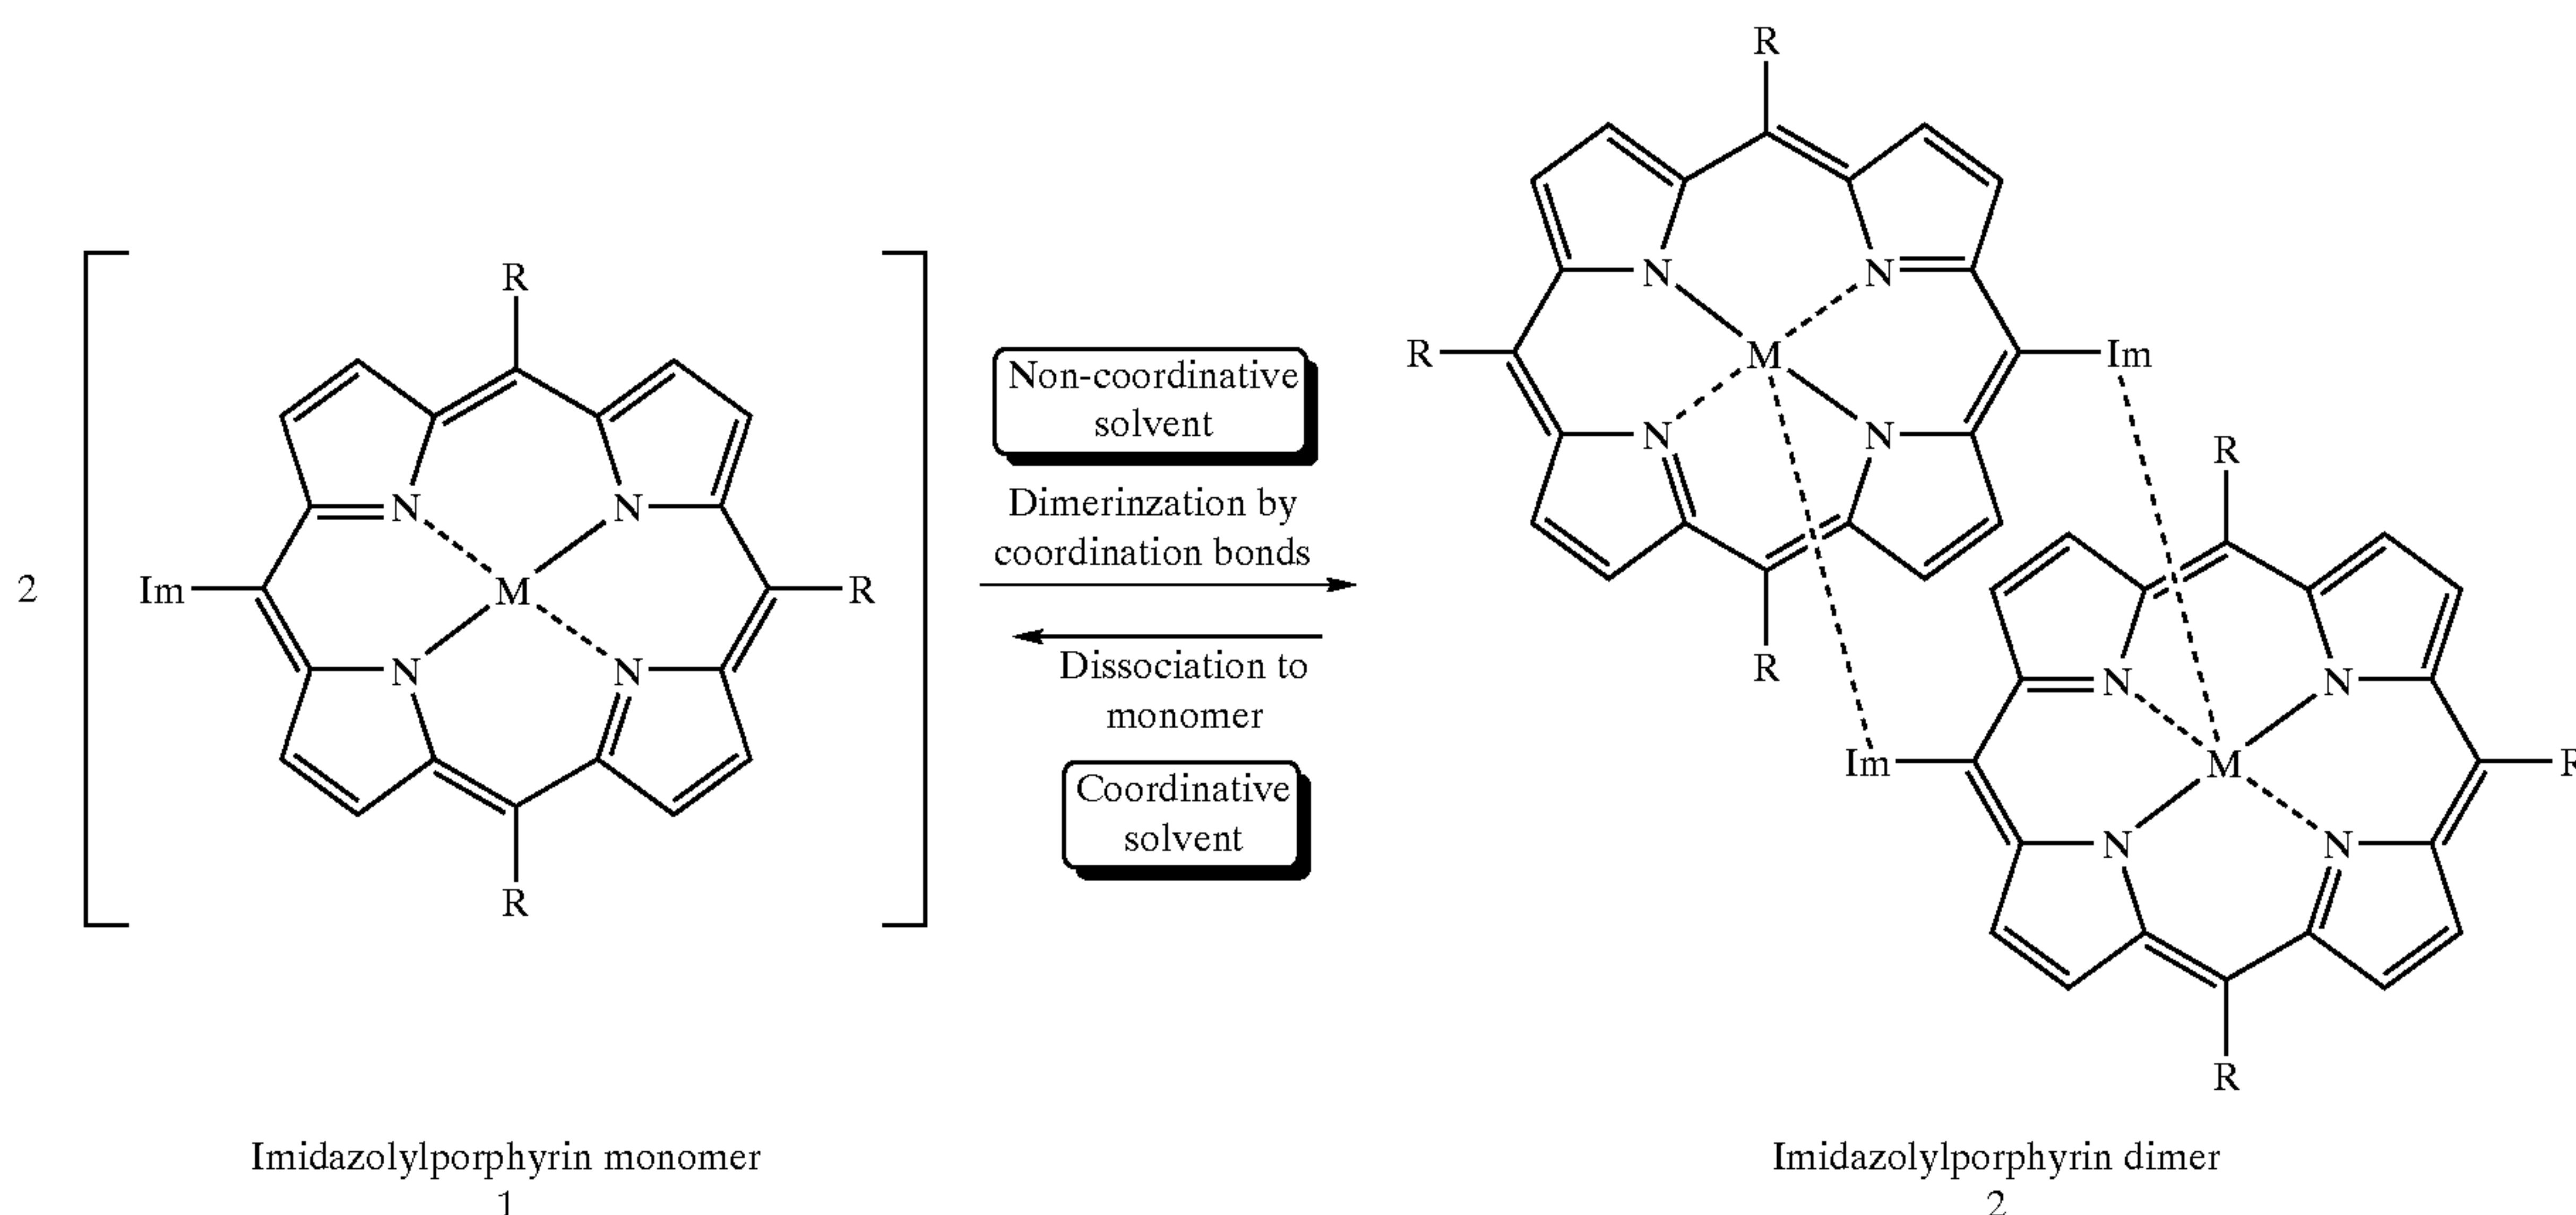 2
Im
R
N
N
M
N
N
R
R
Non-coordinative
solvent
Dimerinzation by
coordination bonds
Dissociation to
monomer
Coordinative
solvent
R
R
N
N
M
Im
N
N
R
R
N
N
Im
M
R
N
N
R
Imidazolylporphyrin monomer
1
Imidazolylporphyrin dimer
2